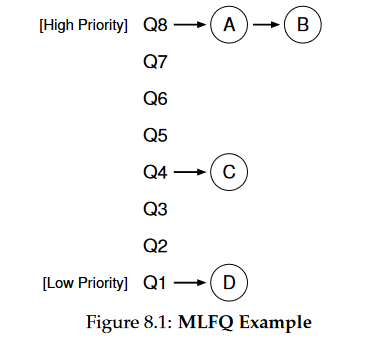 [High Priority] Q8 A B
Q7
Q6
Q5
Q4 C
Q3
Q2
[Low Priority] Q1 D
Figure 8.1: MLFQ Example